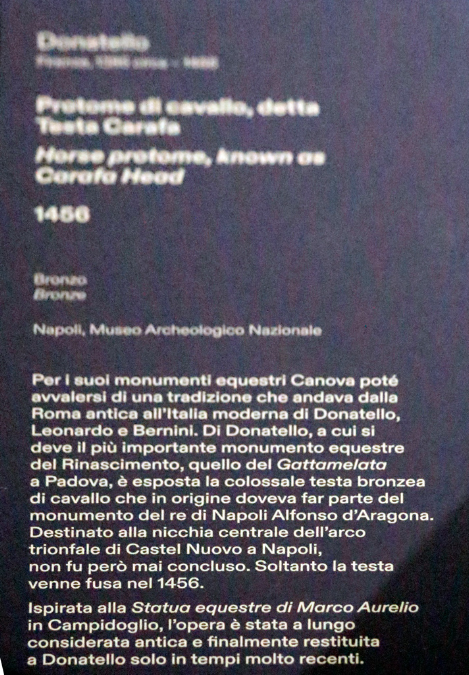 Donatello
Firenze, 1386 circa – 1466
Protome di cavallo, detta
Testa Carafa
Horse protome, known as
Carafa Head
1456
Bronzo
Bronze
Napoli, Museo Archeologico Nazionale
Per i suoi monumenti equestri Canova poté
avvalersi di una tradizione che andava dalla
Roma antica all'Italia moderna di Donatello,
Leonardo e Bernini. Di Donatello, a cui si
deve il più importante monumento equestre
del Rinascimento, quello del Gattamelata
a Padova, è esposta la colossale testa bronzea
di cavallo che in origine doveva far parte del
monumento del re di Napoli Alfonso d'Aragona.
Destinato alla nicchia centrale dell'arco
trionfale di Castel Nuovo a Napoli,
non fu però mai concluso. Soltanto la testa
venne fusa nel 1456.
Ispirata alla Statua equestre di Marco Aurelio
in Campidoglio, l'opera è stata a lungo
considerata antica e finalmente restituita
a Donatello solo in tempi molto recenti.